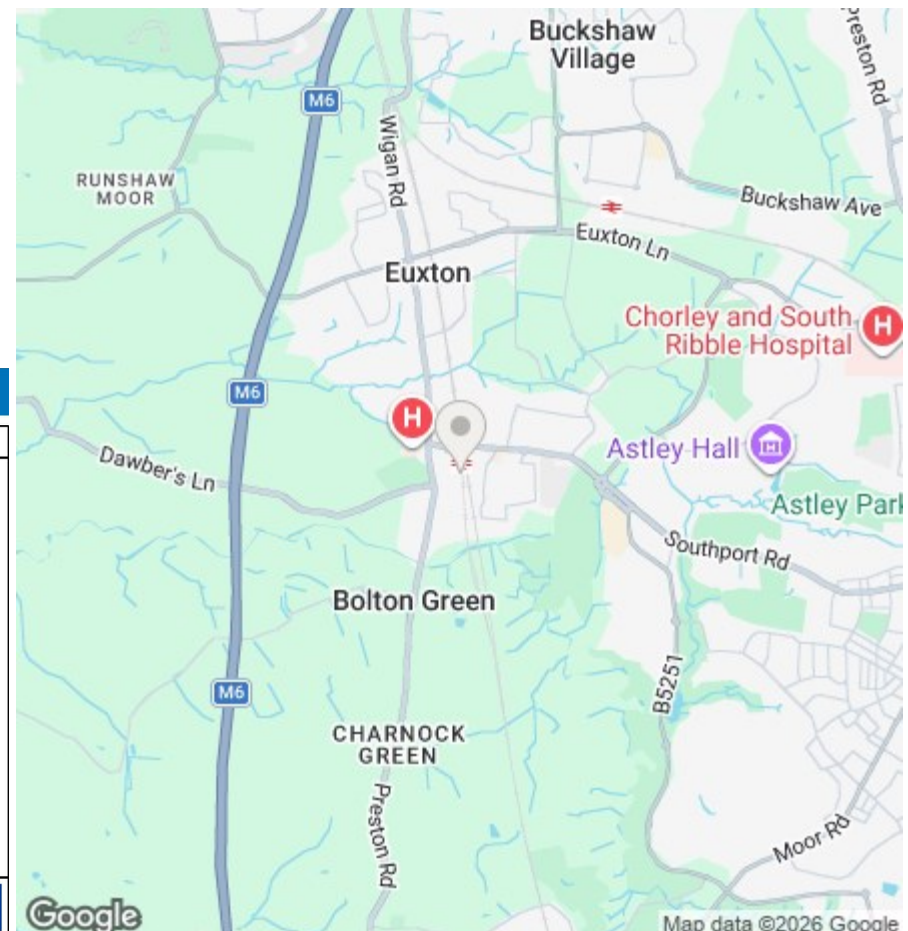 Buckshaw
Village
Preston Rd
M6
Wigan Rd
RUNSHAW
MOOR
Buckshaw Ave
Euxton Ln
Euxton
Chorley and South
Ribble Hospital
H
M6
H
Astley Hall
Dawber's Ln
Astley Park
Southport Rd
Bolton Green
B5251
M6
CHARNOCK
GREEN
Preston Rd
Moor Rd
Google
Map data ©2026 Google